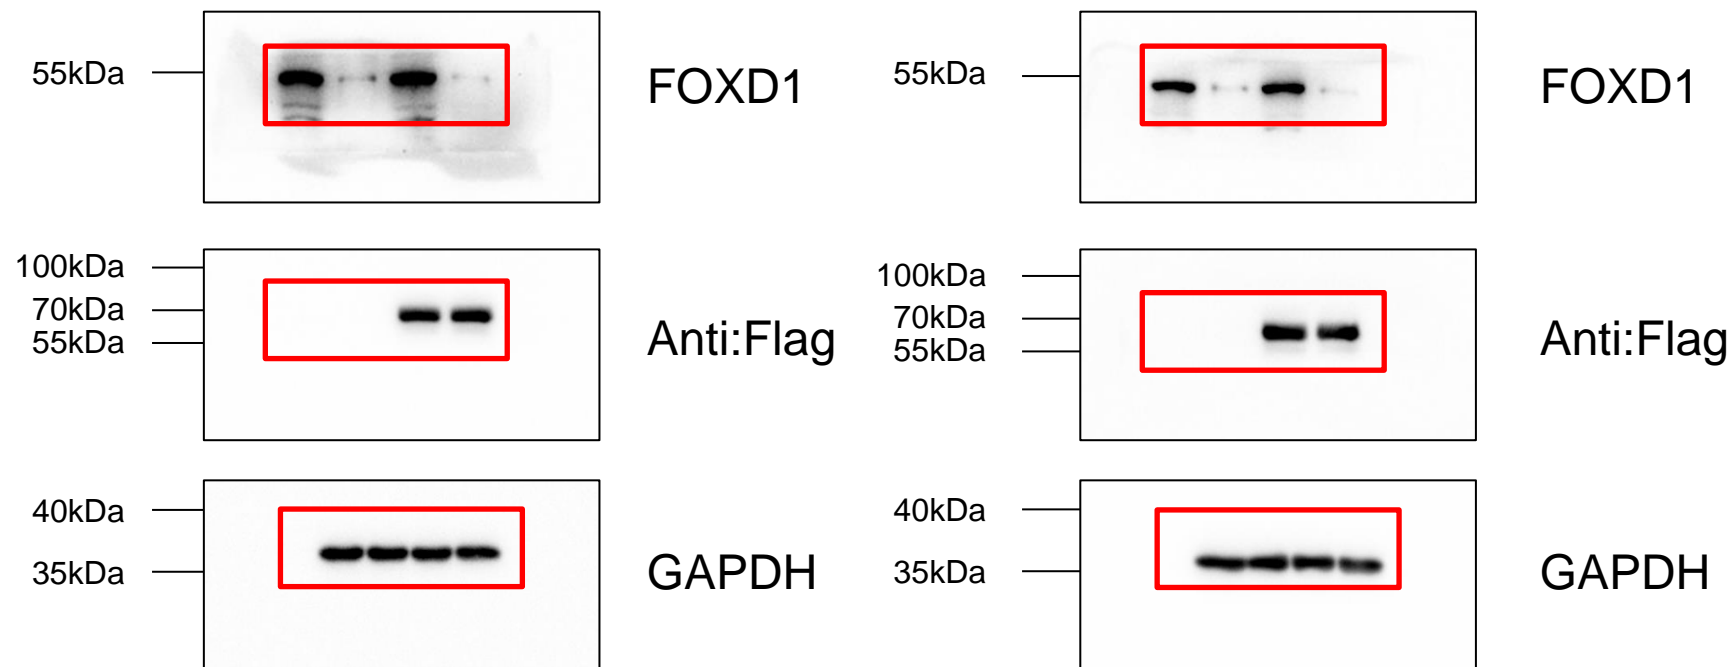 55kDa FOXD1 55kDa FOXD1
100kDa 100kDa
70kDa 70kDa
55kDa Anti:Flag 55kDa Anti:Flag
40kDa 40kDa
35kDa GAPDH 35kDa GAPDH